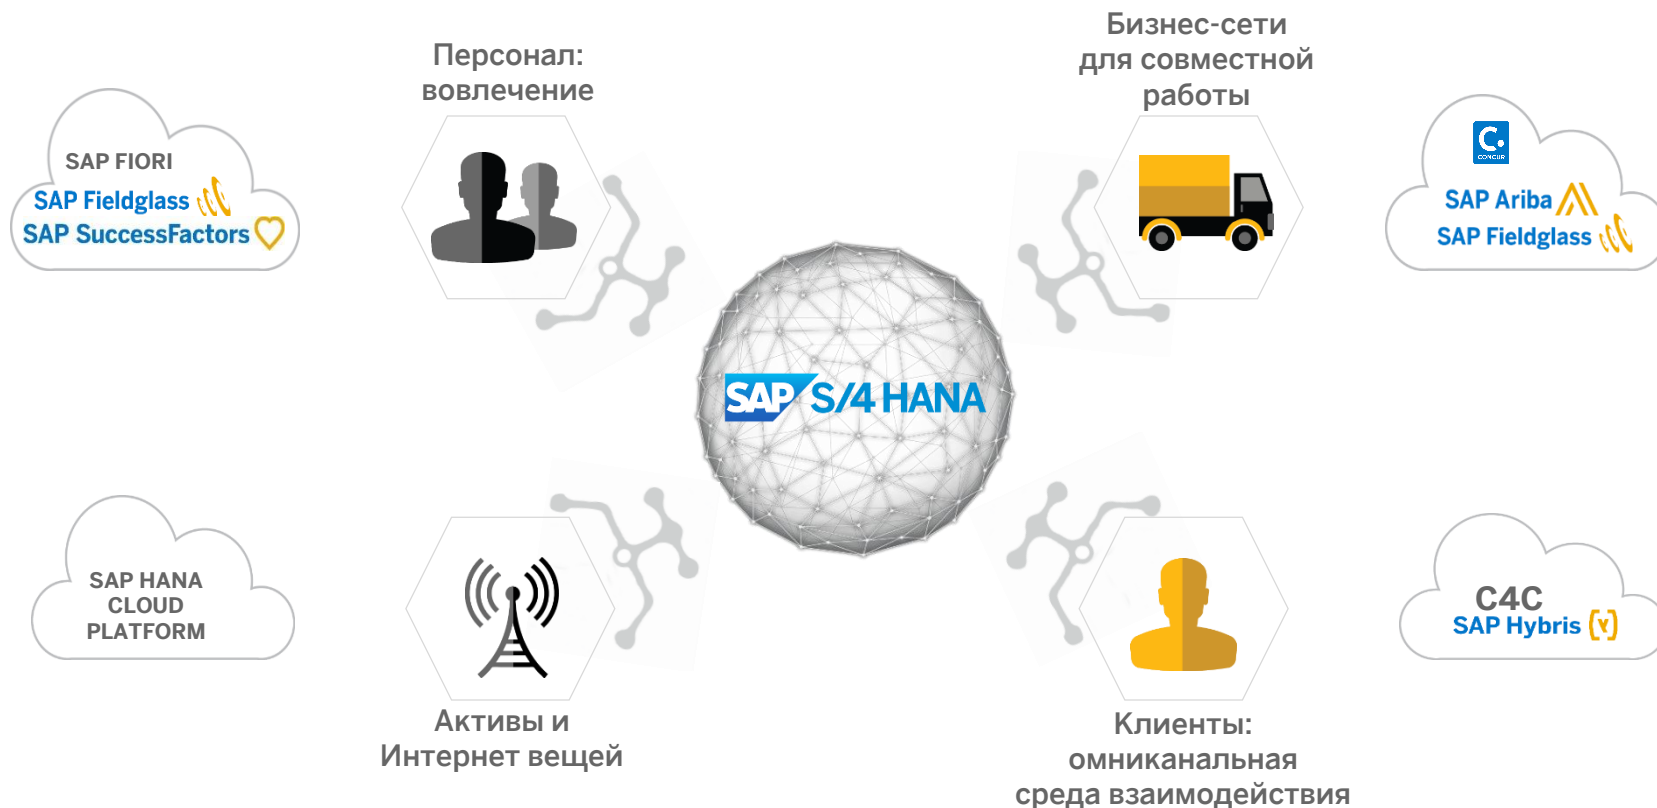 Персонал:
вовлечение
SAP FIORI
SAP Fieldglass
SAP SuccessFactors
Бизнес-сети
для совместной
работы
C.
CONCUR
SAP Ariba
SAP Fieldglass
SAP S/4 HANA
SAP HANA
CLOUD
PLATFORM
Активы и
Интернет вещей
Клиенты:
омниканальная
среда взаимодействия
C4C
SAP Hybris